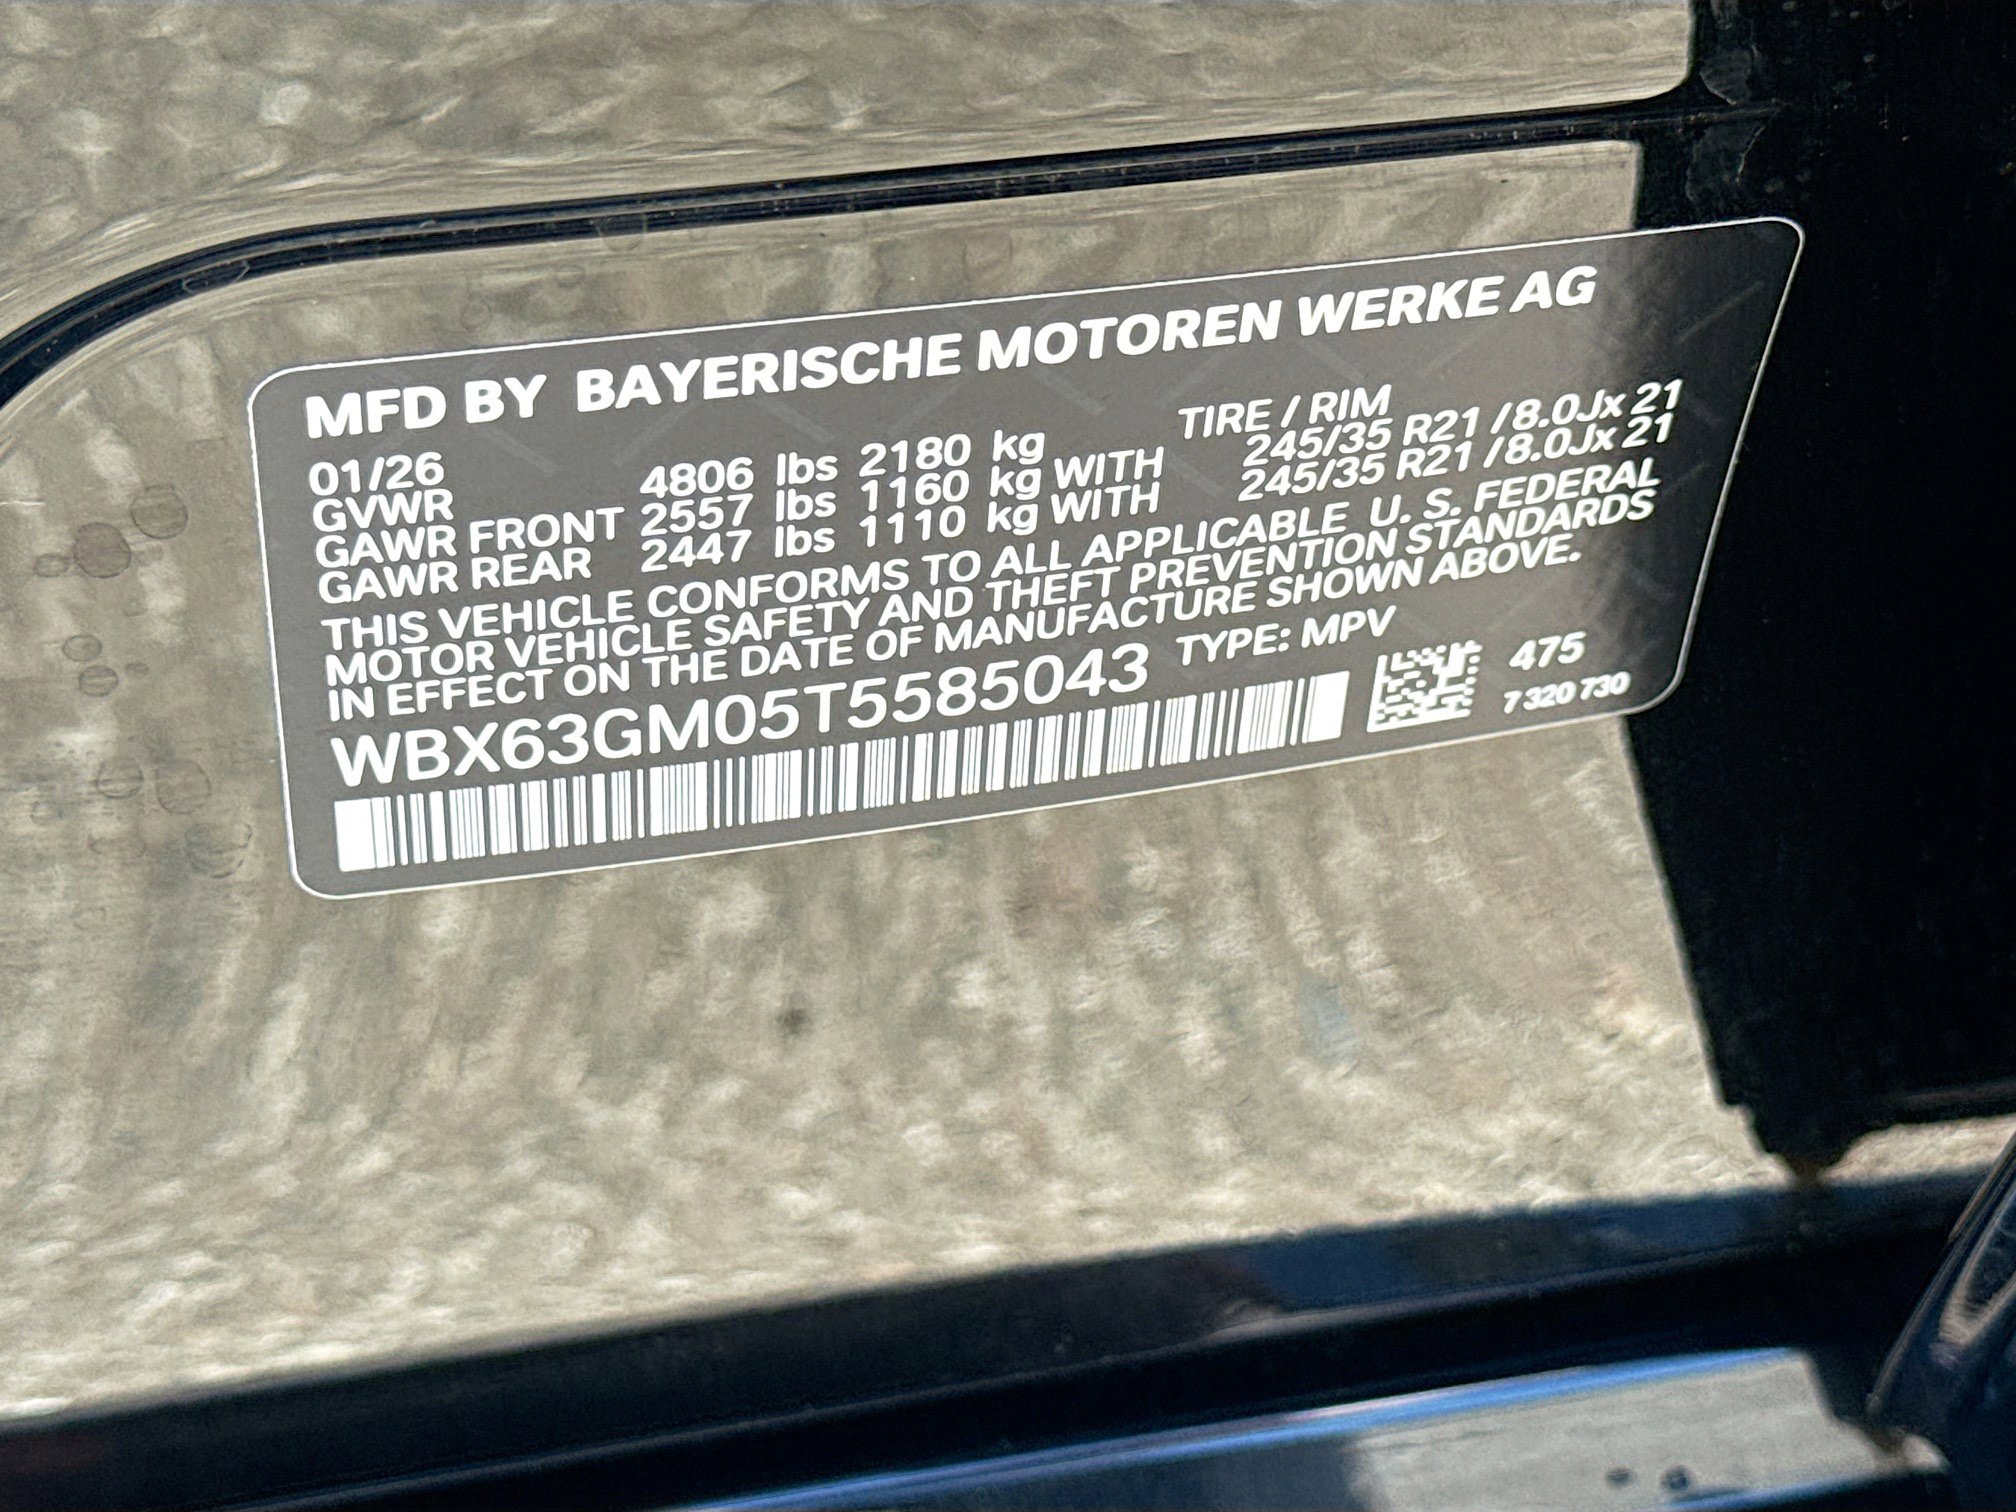 MFD BY BAYERISCHE MOTOREN WERKE AG
01/26 TIRE / RIM
GVWR 4806 lbs 2180 kg
GAWR FRONT 2557 lbs 1160 kg WITH 245/35 R21 /8.0Jx 21
GAWR REAR 2447 lbs 1110 kg WITH 245/35 R21 /8.0Jx 21
THIS VEHICLE CONFORMS TO ALL APPLICABLE U. S. FEDERAL
MOTOR VEHICLE SAFETY AND THEFT PREVENTION STANDARDS
IN EFFECT ON THE DATE OF MANUFACTURE SHOWN ABOVE.
WBX63GM05T5585043 TYPE: MPV
475
7 320 730